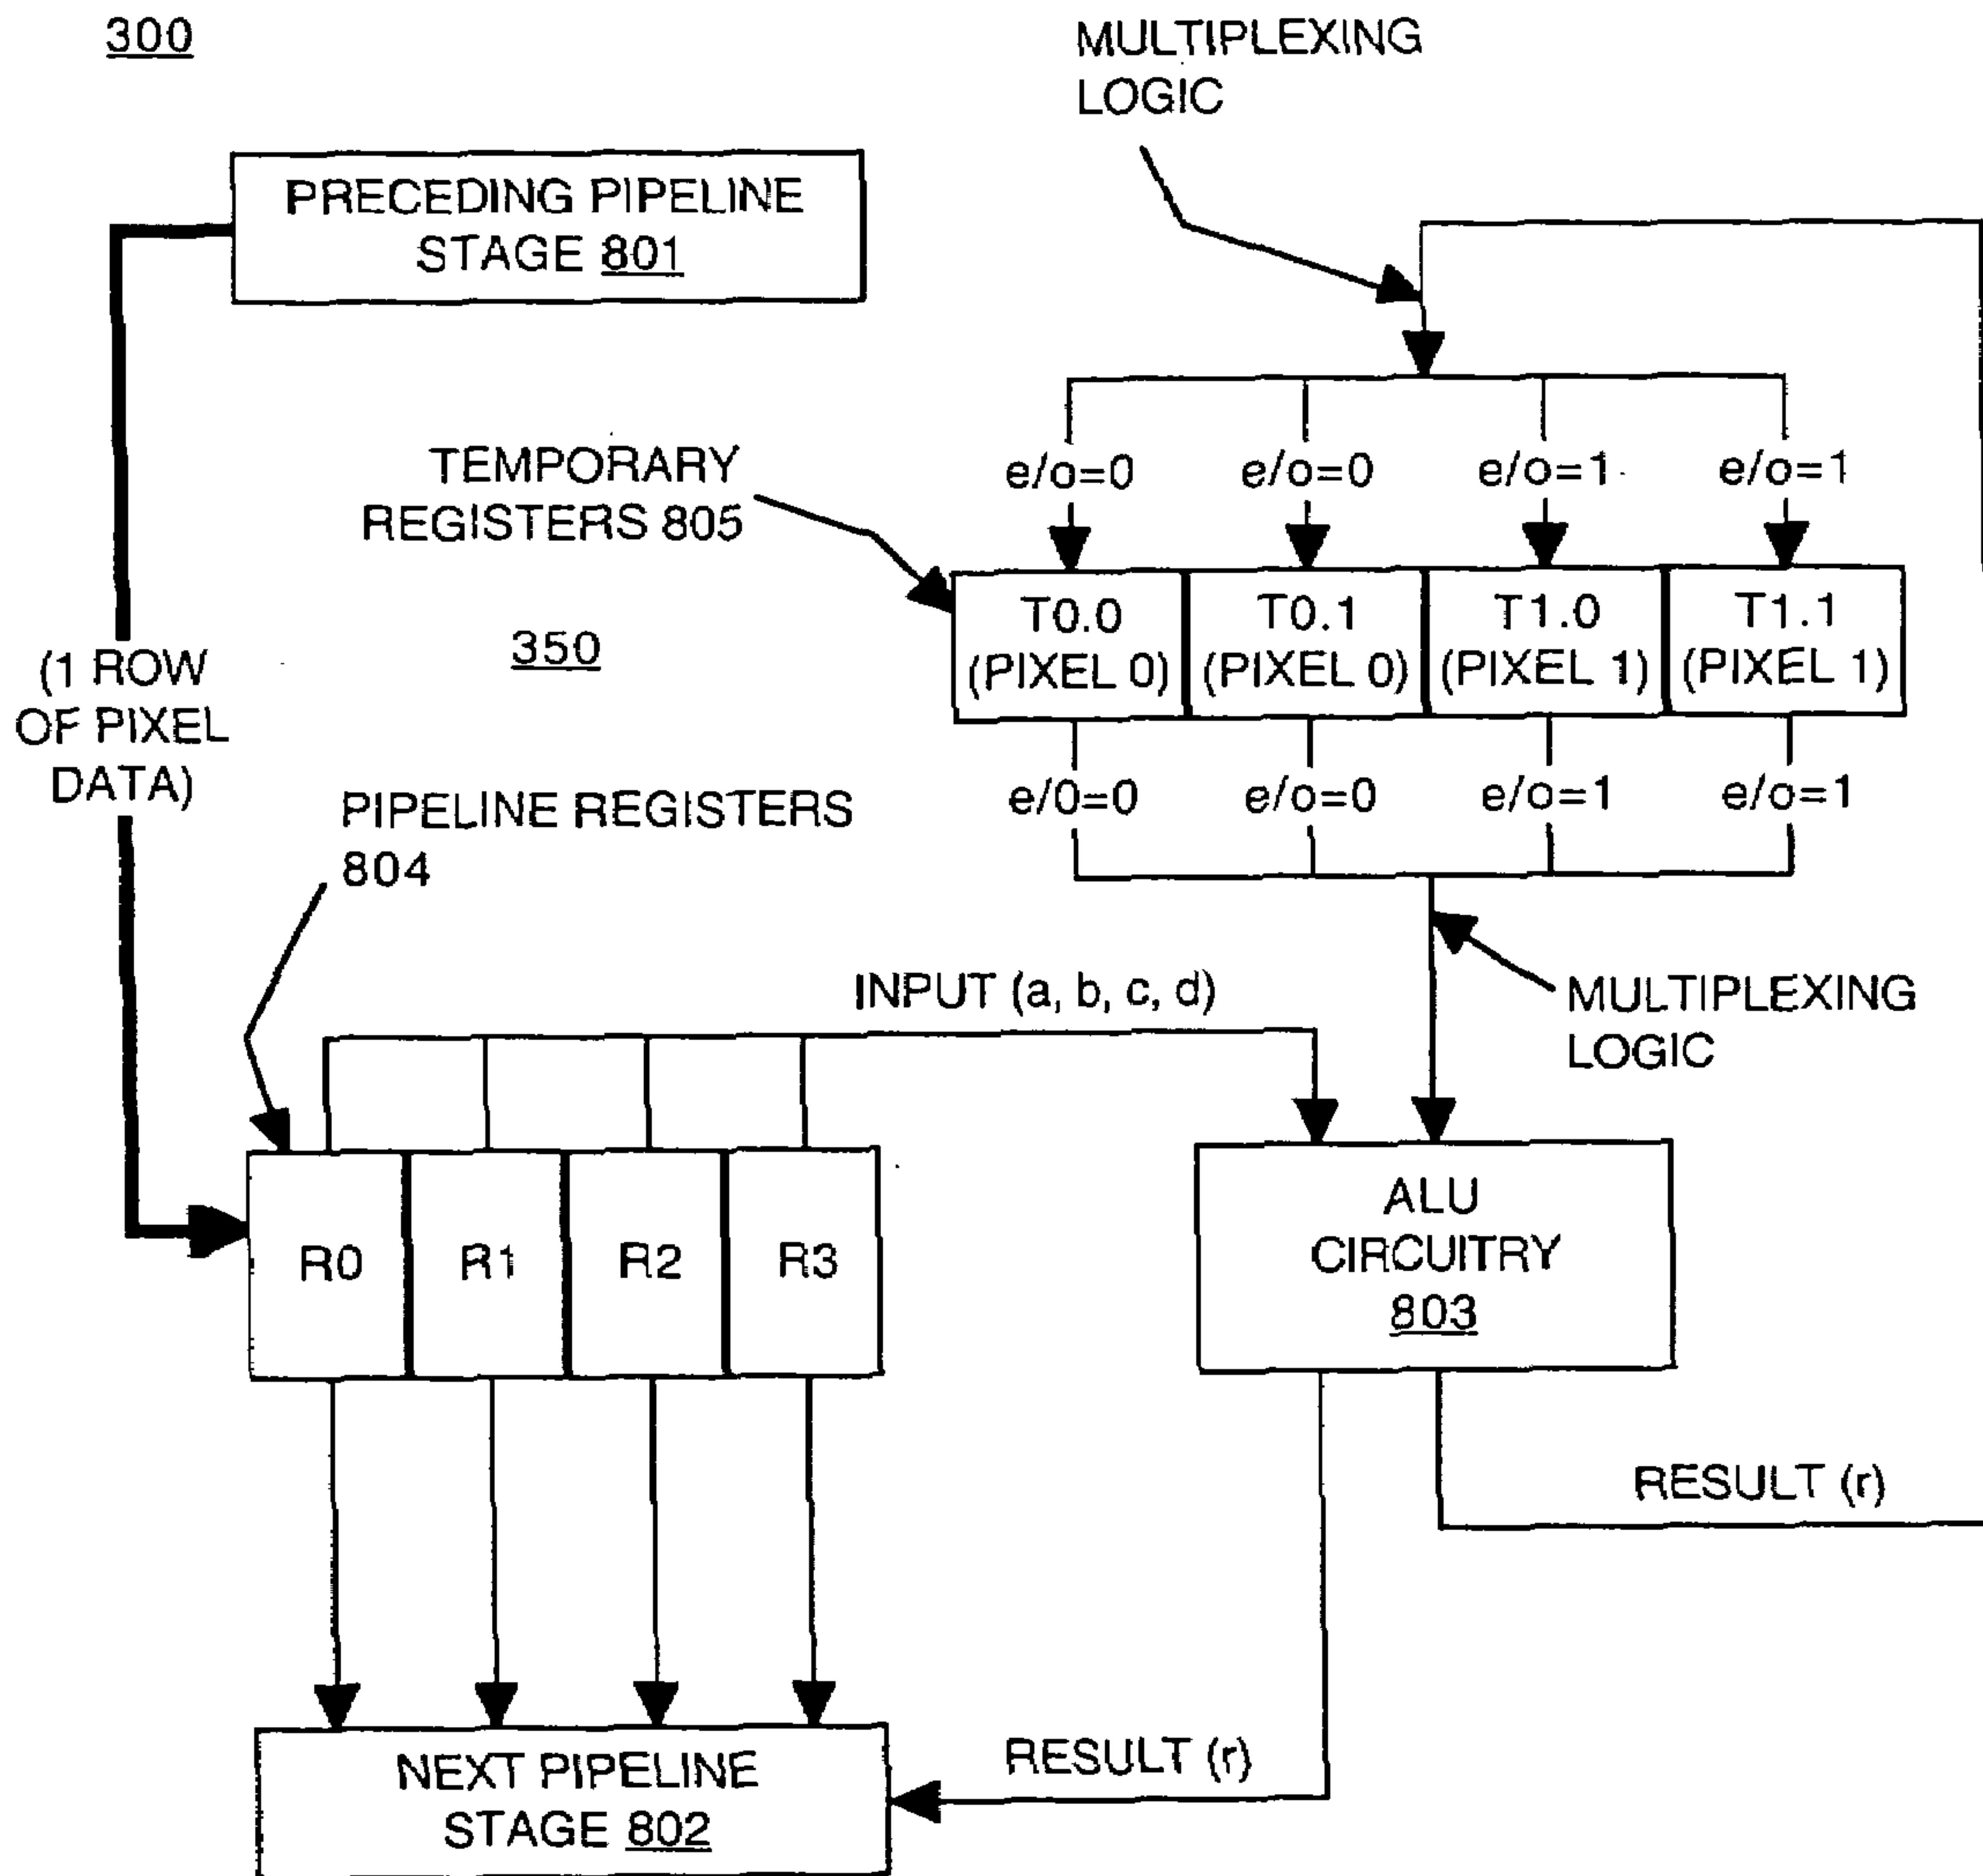 300
MULTIPLEXING
LOGIC
PRECEDING PIPELINE
STAGE 801
TEMPORARY
REGISTERS 805
e/o=0
e/o=0
e/o=1
e/o=1
T0.0
(PIXEL 0)
T0.1
(PIXEL 0)
T1.0
(PIXEL 1)
T1.1
(PIXEL 1)
350
(1 ROW
OF PIXEL
DATA)
e/0=0
e/o=0
e/o=1
e/o=1
PIPELINE REGISTERS
804
INPUT (a, b, c, d)
MULTIPLEXING
LOGIC
R0
R1
R2
R3
ALU
CIRCUITRY
803
RESULT (r)
RESULT (r)
NEXT PIPELINE
STAGE 802